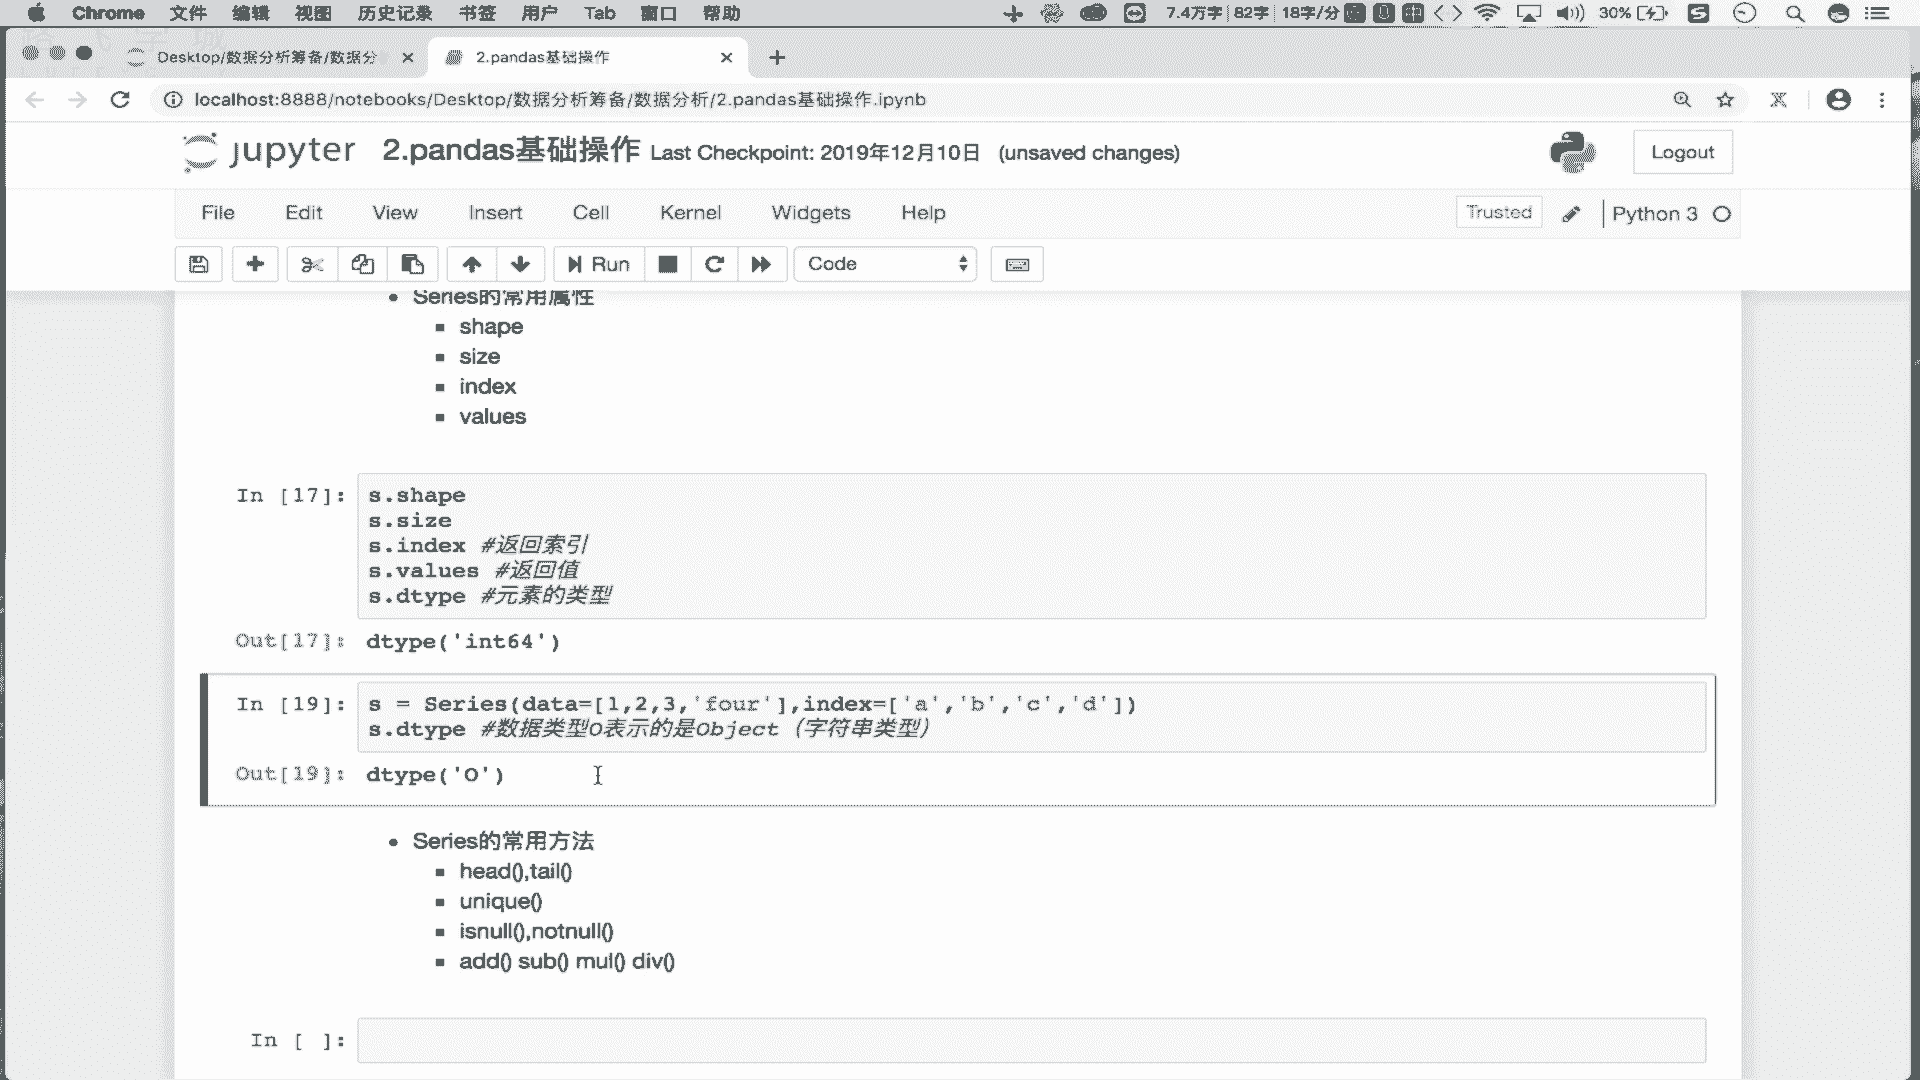 Chrome 文件 编辑 视图 历史记录 书签 用户 Tab 窗口 帮助 7.4万字 82字 18字/分 中 30%
Desktop/数据分析筹备/数据分
2.pandas基础操作
localhost:8888/notebooks/Desktop/数据分析筹备/数据分析/2.pandas基础操作.ipynb
jupyter 2.pandas基础操作 Last Checkpoint: 2019年12月10日 (unsaved changes)
Logout
File Edit View Insert Cell Kernel Widgets Help
Trusted Python 3
Run Code
Series的常用属性
shape
size
index
values
In [17]: s.shape
s.size
s.index #返回索引
s.values #返回值
s.dtype #元素的类型
Out[17]: dtype('int64')
In [19]: s = Series(data=[1,2,3,'four'],index=['a','b','c','d'])
s.dtype #数据类型O表示的是Object（字符串类型）
Out[19]: dtype('O')
Series的常用方法
head(),tail()
unique()
isnull(),notnull()
add() sub() mul() div()
In [ ]: